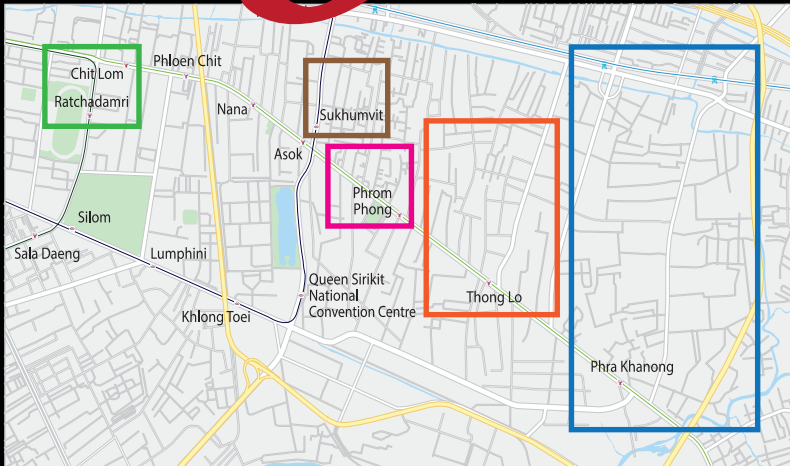 Phloen Chit
Chit Lom
Ratchadamri
Nana
Sukhumvit
Asok
Phrom
Phong
Silom
Sala Daeng
Lumphini
Queen Sirikit
National
Convention Centre
Khlong Toei
Thong Lo
Phra Khanong